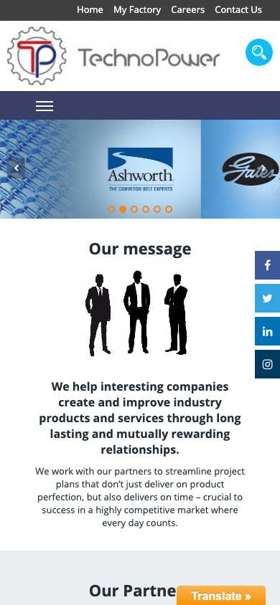 Home My Factory Careers Contact Us
TP TechnoPower
Ashworth
THE CONVEYOR BELT EXPERTS
Gates
Our message
We help interesting companies
create and improve industry
products and services through long
lasting and mutually rewarding
relationships.
We work with our partners to streamline project
plans that don't just deliver on product
perfection, but also delivers on time – crucial to
success in a highly competitive market where
every day counts.
Our Partne
Translate »